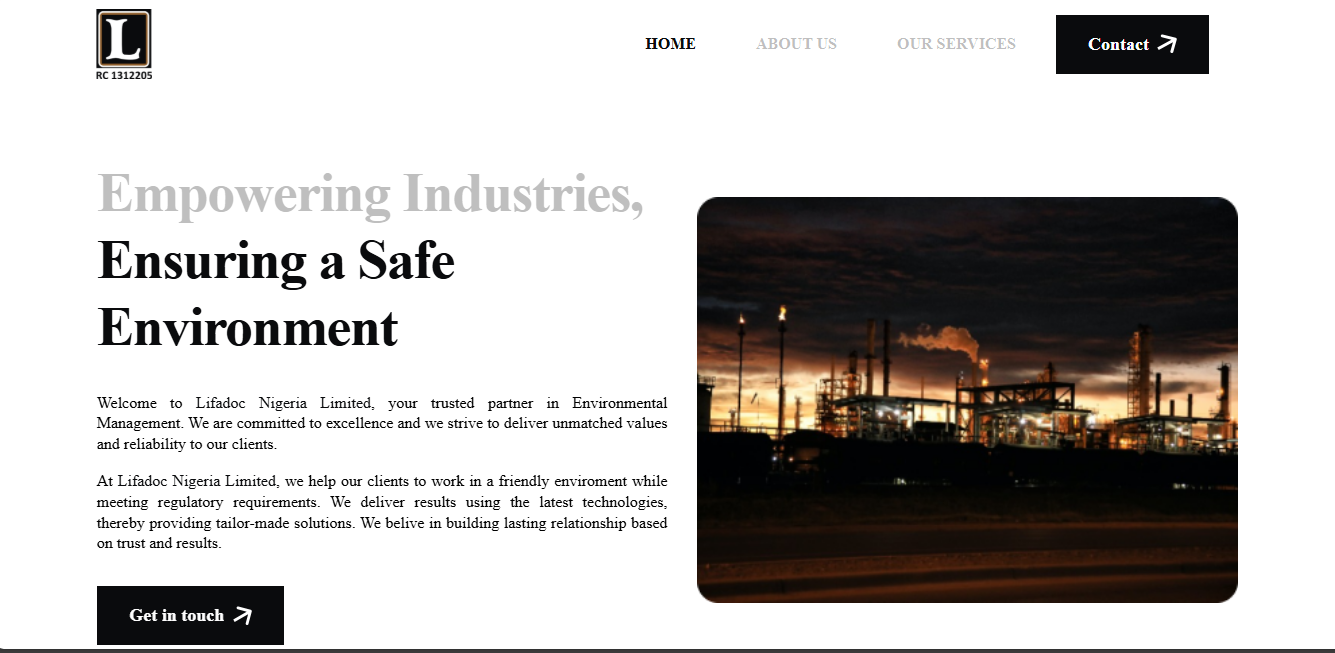 L
RC 1312205
HOME ABOUT US OUR SERVICES Contact
Empowering Industries,
Ensuring a Safe
Environment
Welcome to Lifadoc Nigeria Limited, your trusted partner in Environmental
Management. We are committed to excellence and we strive to deliver unmatched values
and reliability to our clients.
At Lifadoc Nigeria Limited, we help our clients to work in a friendly enviroment while
meeting regulatory requirements. We deliver results using the latest technologies,
thereby providing tailor-made solutions. We belive in building lasting relationship based
on trust and results.
Get in touch